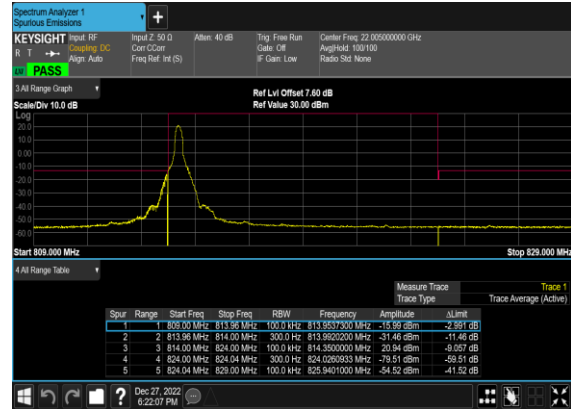 Spectrum Analyzer 1
Spurious Emissions
KEYSIGHT Input: RF Input Z: 50 Ω Atten: 40 dB Trig: Free Run Center Freq: 22.005000000 GHz
R T Coupling: DC Corr CCorr Gate: Off Avg|Hold: 100/100
Align: Auto Freq Ref: Int (S) IF Gain: Low Radio Std: None
PASS
3 All Range Graph
Ref Lvl Offset 7.60 dB
Scale/Div 10.0 dB Ref Value 30.00 dBm
Log
20.0
10.0
0.00
-10.0
-20.0
-30.0
-40.0
-50.0
-60.0
Start 809.000 MHz Stop 829.000 MHz
4 All Range Table
Measure Trace Trace 1
Trace Type Trace Average (Active)
Spur Range Start Freq Stop Freq RBW Frequency Amplitude ΔLimit
1 1 809.00 MHz 813.96 MHz 100.0 kHz 813.9537300 MHz -15.99 dBm -2.991 dB
2 2 813.96 MHz 814.00 MHz 300.0 Hz 813.9920200 MHz -31.46 dBm -11.46 dB
3 3 814.00 MHz 824.00 MHz 100.0 kHz 814.3500000 MHz 20.94 dBm -9.057 dB
4 4 824.00 MHz 824.04 MHz 300.0 Hz 824.0260933 MHz -79.51 dBm -59.51 dB
5 5 824.04 MHz 829.00 MHz 100.0 kHz 825.9401000 MHz -54.52 dBm -41.52 dB
?
Dec 27, 2022
6:22:07 PM